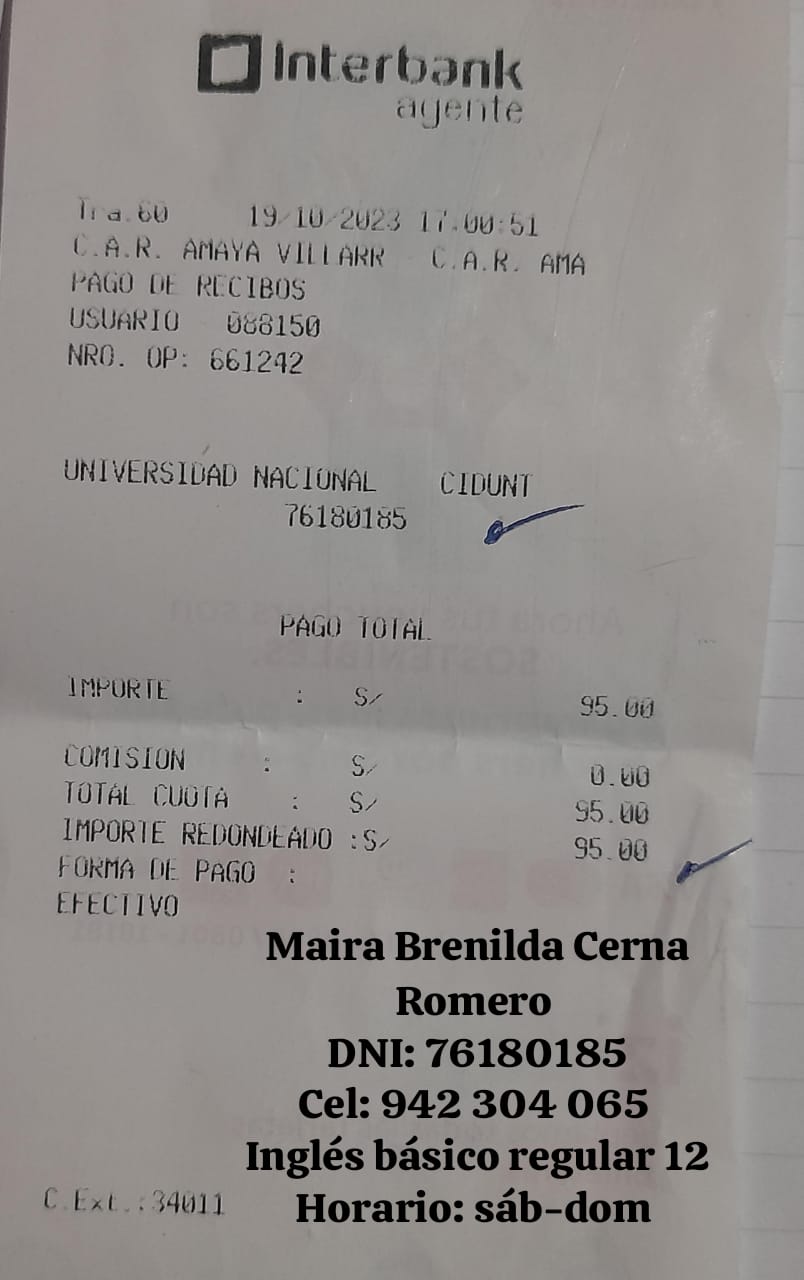 Interbank
agente
Tra.60 19/10/2023 17:00:51
C.A.R. AMAYA VILLARR C.A.R. AMA
PAGO DE RECIBOS
USUARIO 088150
NRO. OP: 661242
UNIVERSIDAD NACIONAL CIDUNT
76180185
PAGO TOTAL
IMPORTE : S/ 95.00
COMISION : S/ 0.00
TOTAL CUOTA : S/ 95.00
IMPORTE REDONDEADO :S/ 95.00
FORMA DE PAGO :
EFECTIVO
Maira Brenilda Cerna
Romero
DNI: 76180185
Cel: 942 304 065
Inglés básico regular 12
Horario: sáb-dom
C.Ext.:34011